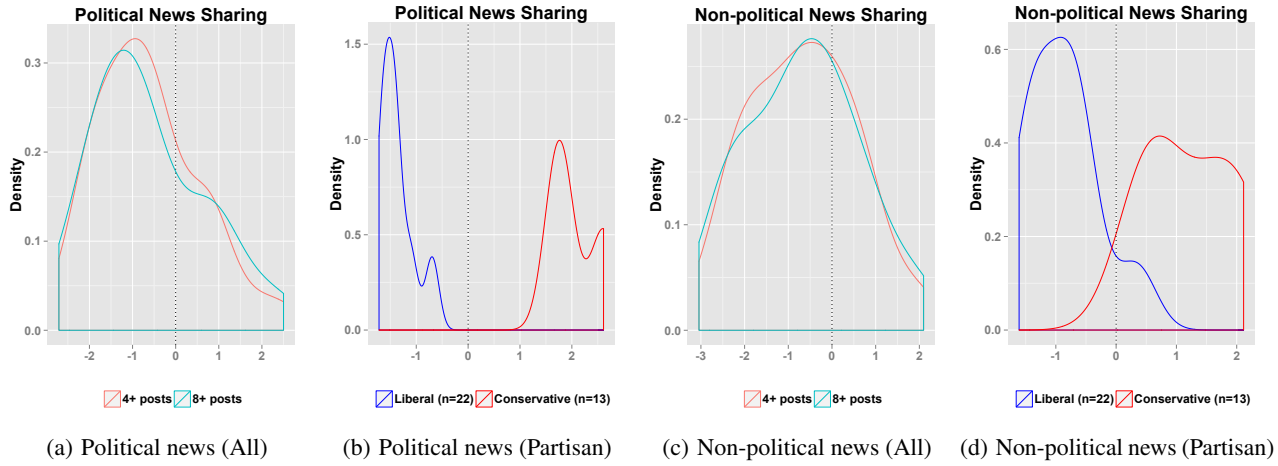 Political News Sharing
Density
0.3
0.2
0.1
0.0
-2 -1 0 1 2
4+ posts 8+ posts
(a) Political news (All)
Political News Sharing
Density
1.5
1.0
0.5
0.0
-1 0 1 2
Liberal (n=22) Conservative (n=13)
(b) Political news (Partisan)
Non-political News Sharing
Density
0.2
0.1
0.0
-3 -2 -1 0 1 2
4+ posts 8+ posts
(c) Non-political news (All)
Non-political News Sharing
Density
0.6
0.4
0.2
0.0
-1 0 1 2
Liberal (n=22) Conservative (n=13)
(d) Non-political news (Partisan)